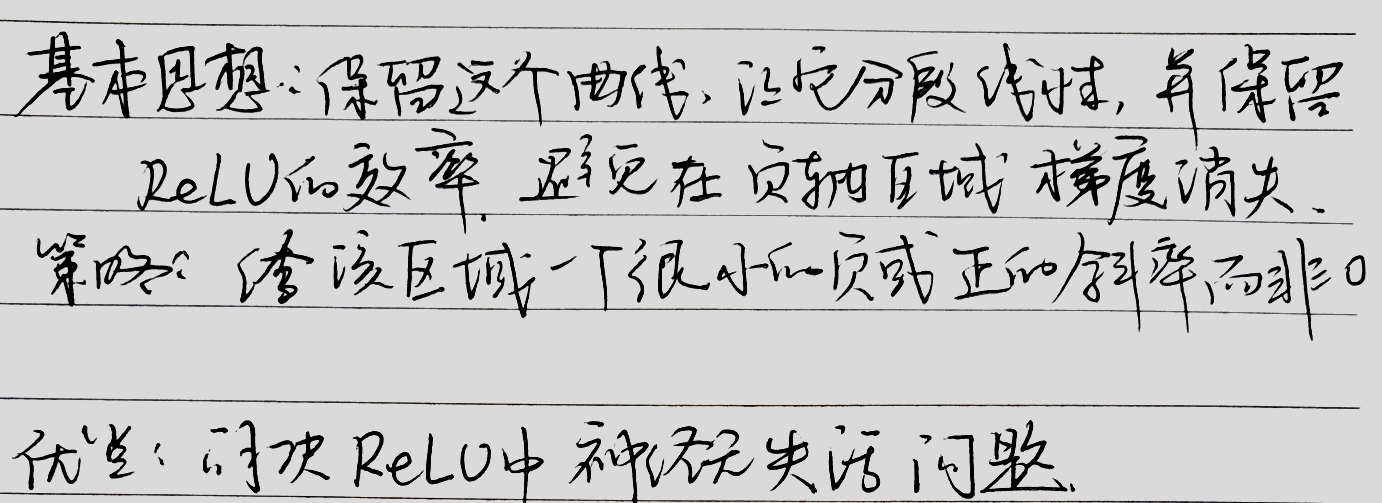 基本思想：保留这个曲线、让它分段线性，并保留
ReLU的效率，避免在负轴区域梯度消失、
策略：给该区域一个很小的负或正的斜率而非0
优点：解决ReLU中神经元失活问题.